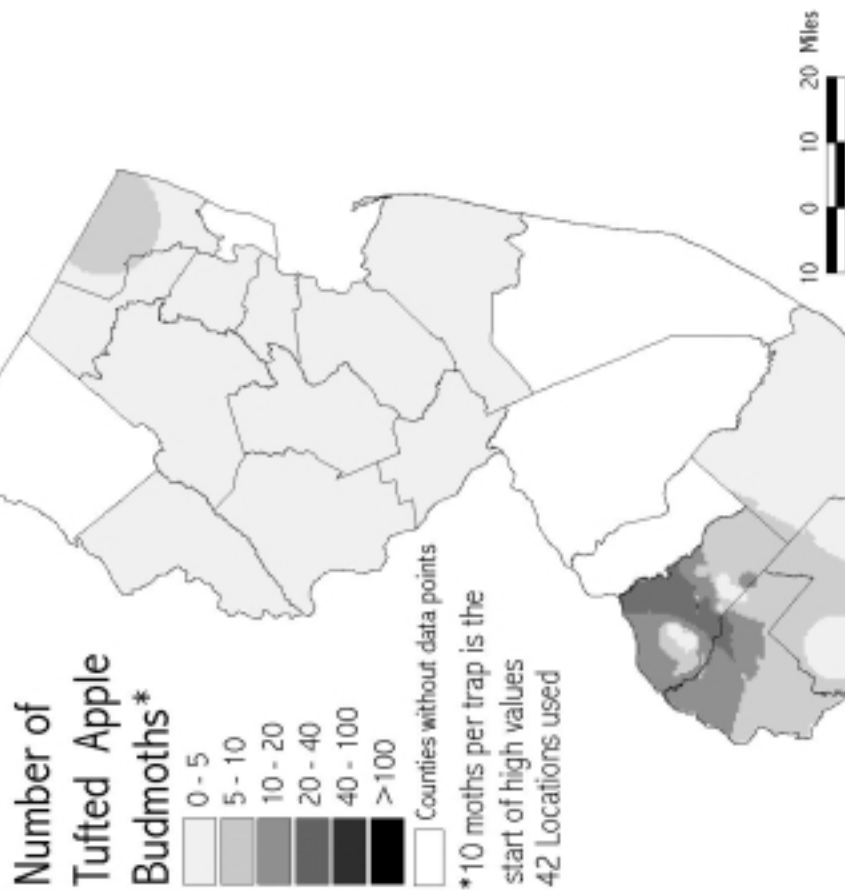 Number of
Tufted Apple
Budmoths*
0 - 5
5 - 10
10 - 20
20 - 40
40 - 100
>100
Counties without data points
*10 moths per trap is the
start of high values
42 Locations used
10 0 10 20 Miles